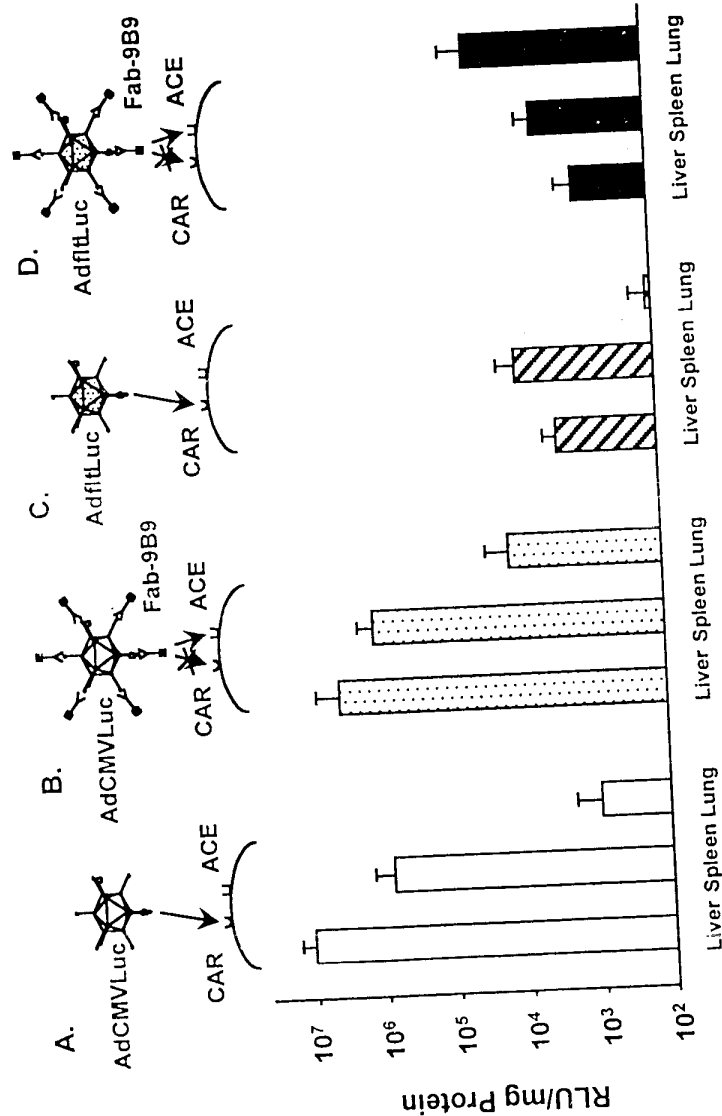 A.
AdCMVLuc
CAR
ACE
B.
AdCMVLuc
Fab-9B9
CAR
ACE
C.
AdfltLuc
CAR
ACE
D.
AdfltLuc
Fab-9B9
CAR
ACE
RLU/mg Protein
10⁷
10⁶
10⁵
10⁴
10³
10²
Liver Spleen Lung
Liver Spleen Lung
Liver Spleen Lung
Liver Spleen Lung